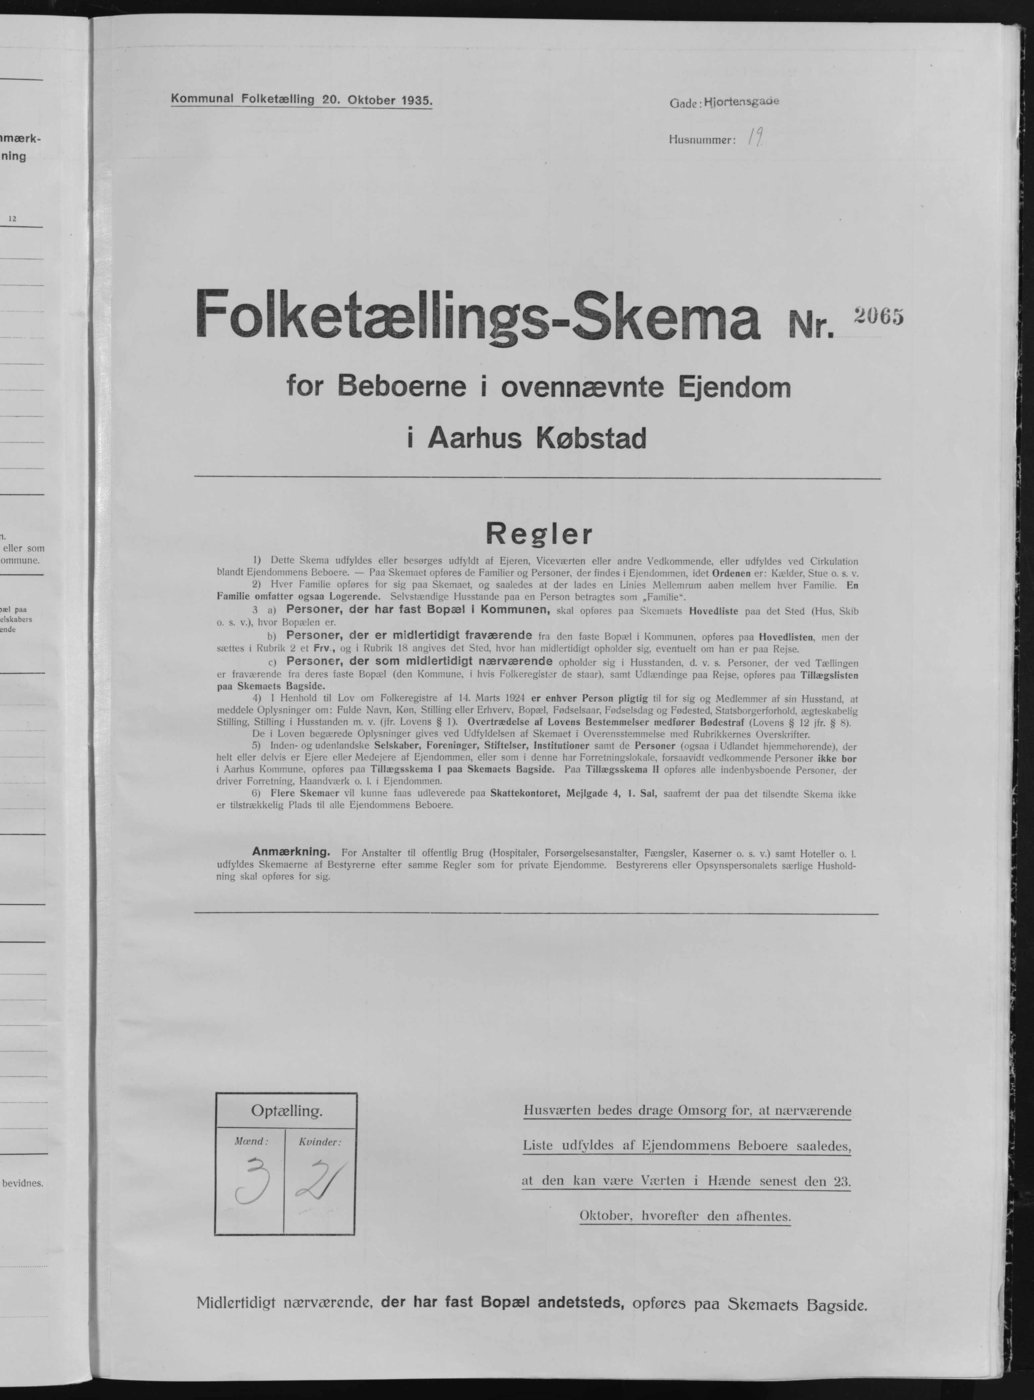 Kommunal Folketælling 20. Oktober 1935.
Gade: Hjortensgade
Husnummer: 19
Folketællings-Skema Nr. 2065
for Beboerne i ovennævnte Ejendom
i Aarhus Købstad
Regler
1) Dette Skema udfyldes eller besørges udfyldt af Ejeren, Viceværten eller andre Vedkommende, eller udfyldes ved Cirkulation
blandt Ejendommens Beboere. — Paa Skemaet opføres de Familier og Personer, der findes i Ejendommen, idet Ordenen er: Kælder, Stue o. s. v.
2) Hver Familie opføres for sig paa Skemaet, og saaledes at der lades en Linies Mellemrum aaben mellem hver Familie. En
Familie omfatter ogsaa Logerende. Selvstændige Husstande paa en Person betragtes som „Familie".
3 a) Personer, der har fast Bopæl i Kommunen, skal opføres paa Skemaets Hovedliste paa det Sted (Hus, Skib
o. s. v.), hvor Bopælen er.
b) Personer, der er midlertidigt fraværende fra den faste Bopæl i Kommunen, opføres paa Hovedlisten, men der
sættes i Rubrik 2 et Frv., og i Rubrik 18 angives det Sted, hvor han midlertidigt opholder sig, eventuelt om han er paa Rejse.
c) Personer, der som midlertidigt nærværende opholder sig i Husstanden, d. v. s. Personer, der ved Tællingen
er fraværende fra deres faste Bopæl (den Kommune, i hvis Folkeregister de staar), samt Udlændinge paa Rejse, opføres paa Tillægslisten
paa Skemaets Bagside.
4) I Henhold til Lov om Folkeregistre af 14. Marts 1924 er enhver Person pligtig til for sig og Medlemmer af sin Husstand, at
meddele Oplysninger om: Fulde Navn, Køn, Stilling eller Erhverv, Bopæl, Fødselsaar, Fødselsdag og Fødested, Statsborgerforhold, ægteskabelig
Stilling, Stilling i Husstanden m. v. (jfr. Lovens § 1). Overtrædelse af Lovens Bestemmelser medfører Bødestraf (Lovens § 12 jfr. § 8).
De i Loven begærede Oplysninger gives ved Udfyldelsen af Skemaet i Overensstemmelse med Rubrikkernes Overskrifter.
5) Inden- og udenlandske Selskaber, Foreninger, Stiftelser, Institutioner samt de Personer (ogsaa i Udlandet hjemmehørende), der
helt eller delvis er Ejere eller Medejere af Ejendommen, eller som i denne har Forretningslokale, forsaavidt vedkommende Personer ikke bor
i Aarhus Kommune, opføres paa Tillægsskema I paa Skemaets Bagside. Paa Tillægsskema II opføres alle indenbysboende Personer, der
driver Forretning, Haandværk o. l. i Ejendommen.
6) Flere Skemaer vil kunne faas udleverede paa Skattekontoret, Mejlgade 4, 1. Sal, saafremt der paa det tilsendte Skema ikke
er tilstrækkelig Plads til alle Ejendommens Beboere.
Anmærkning. For Anstalter til offentlig Brug (Hospitaler, Forsørgelsesanstalter, Fængsler, Kaserner o. s. v.) samt Hoteller o. l.
udfyldes Skemaerne af Bestyrerne efter samme Regler som for private Ejendomme. Bestyrerens eller Opsynspersonalets særlige Hushold-
ning skal opføres for sig.
Optælling.
Mænd: Kvinder:
3 2
Husværten bedes drage Omsorg for, at nærværende
Liste udfyldes af Ejendommens Beboere saaledes,
at den kan være Værten i Hænde senest den 23.
Oktober, hvorefter den afhentes.
Midlertidigt nærværende, der har fast Bopæl andetsteds, opføres paa Skemaets Bagside.
ning
12
eller som
bevidnes.